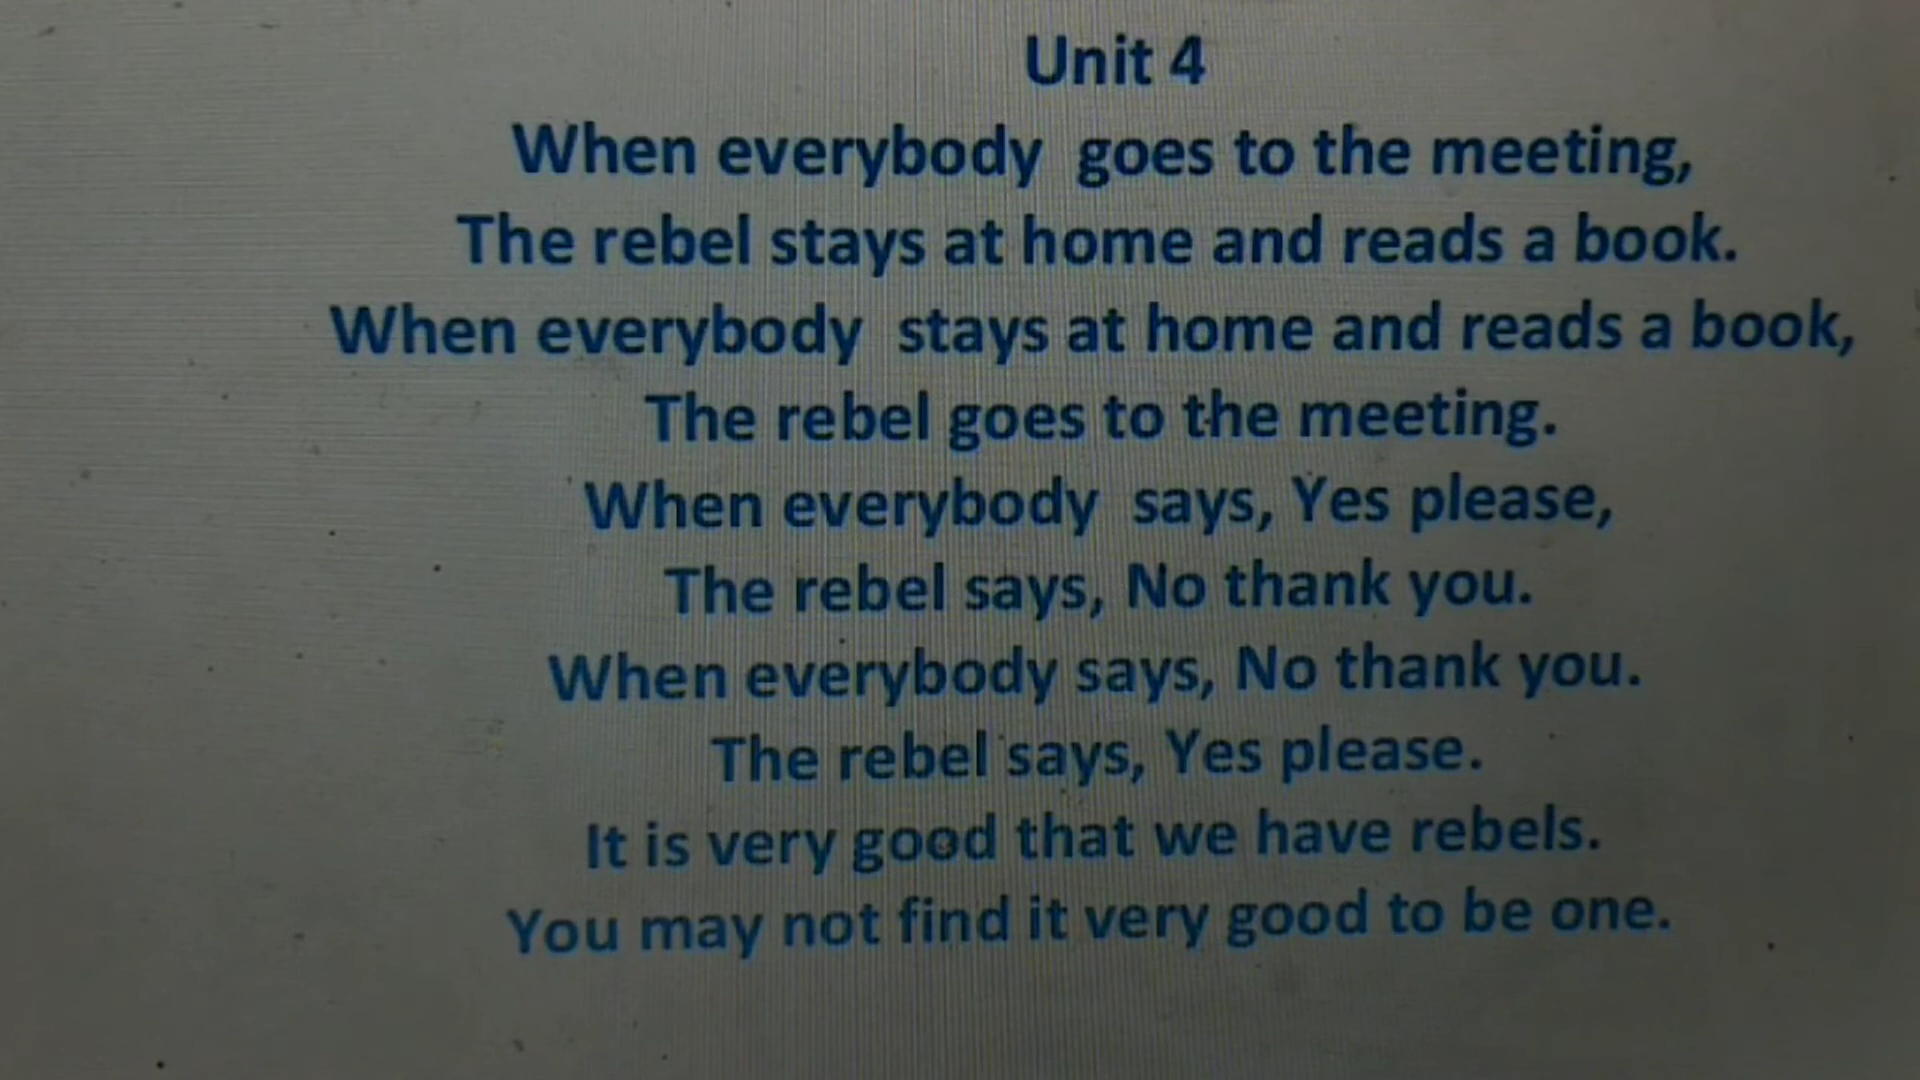 Unit 4
When everybody goes to the meeting,
The rebel stays at home and reads a book.
When everybody stays at home and reads a book,
The rebel goes to the meeting.
When everybody says, Yes please,
The rebel says, No thank you.
When everybody says, No thank you.
The rebel says, Yes please.
It is very good that we have rebels.
You may not find it very good to be one.